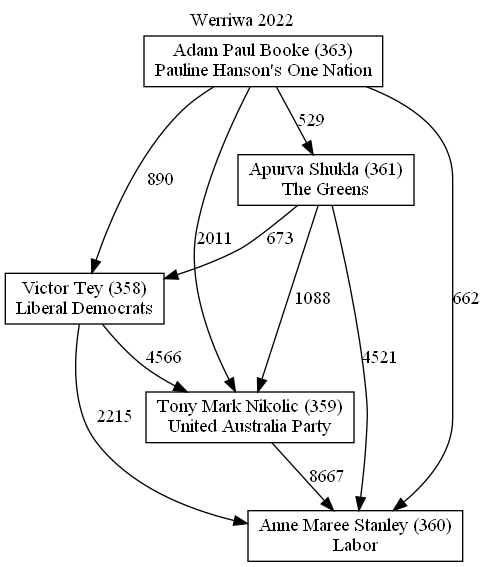 Werriwa 2022
Adam Paul Booke (363)
Pauline Hanson's One Nation
529
Apurva Shukla (361)
The Greens
890
2011
673
Victor Tey (358)
Liberal Democrats
1088
662
4566
4521
Tony Mark Nikolic (359)
United Australia Party
2215
8667
Anne Maree Stanley (360)
Labor